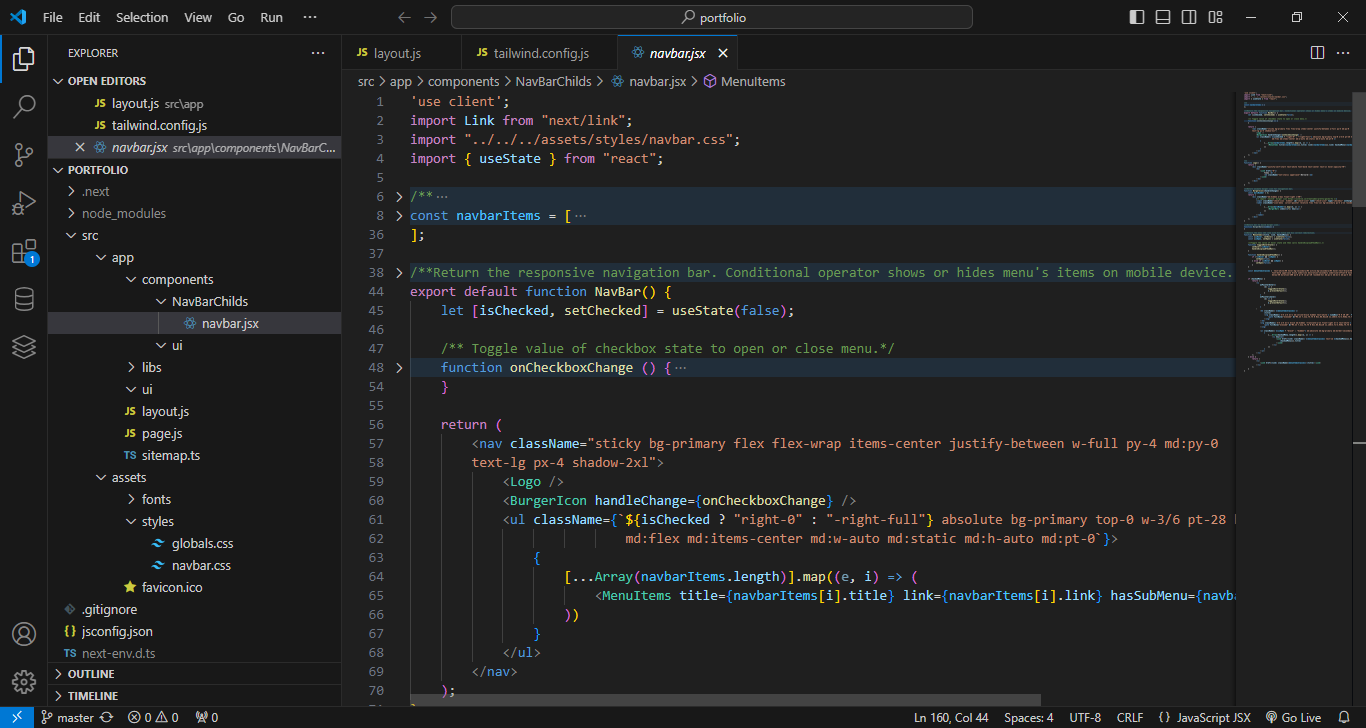 File Edit Selection View Go Run ···
portfolio
EXPLORER ···
OPEN EDITORS
JS layout.js src\app
JS tailwind.config.js
navbar.jsx src\app\components\NavBarC...
PORTFOLIO
.next
node_modules
src
app
components
NavBarChilds
navbar.jsx
ui
libs
ui
JS layout.js
JS page.js
TS sitemap.ts
assets
fonts
styles
globals.css
navbar.css
favicon.ico
.gitignore
{} jsconfig.json
TS next-env.d.ts
OUTLINE
TIMELINE
1
JS layout.js JS tailwind.config.js navbar.jsx
src > app > components > NavBarChilds > navbar.jsx > MenuItems
1 'use client';
2 import Link from "next/link";
3 import "../../../assets/styles/navbar.css";
4 import { useState } from "react";
5
6 /** ···
8 const navbarItems = [ ···
36 ];
37
38 /**Return the responsive navigation bar. Conditional operator shows or hides menu's items on mobile device.
44 export default function NavBar() {
45 let [isChecked, setChecked] = useState(false);
46
47 /** Toggle value of checkbox state to open or close menu.*/
48 function onCheckboxChange () { ···
54 }
55
56 return (
57 <nav className="sticky bg-primary flex flex-wrap items-center justify-between w-full py-4 md:py-0
58 text-lg px-4 shadow-2xl">
59 <Logo />
60 <BurgerIcon handleChange={onCheckboxChange} />
61 <ul className={`${isChecked ? "right-0" : "-right-full"} absolute bg-primary top-0 w-3/6 pt-28
62 md:flex md:items-center md:w-auto md:static md:h-auto md:pt-0`}>
63 {
64 [...Array(navbarItems.length)].map((e, i) => (
65 <MenuItems title={navbarItems[i].title} link={navbarItems[i].link} hasSubMenu={navba
66 ))
67 }
68 </ul>
69 </nav>
70 );
master 0 0 0 Ln 160, Col 44 Spaces: 4 UTF-8 CRLF {} JavaScript JSX Go Live